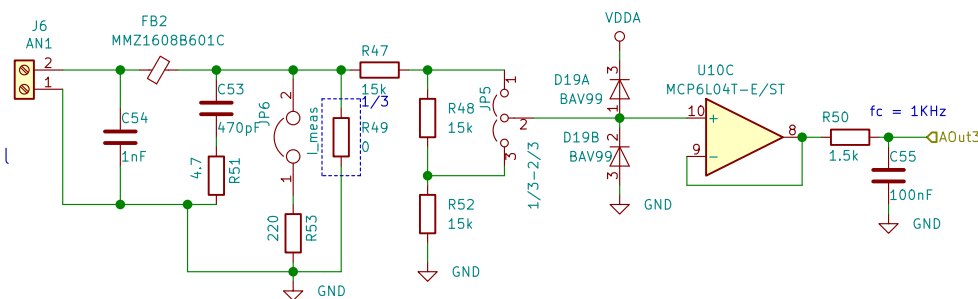 J6
AN1
2
1
FB2
MMZ1608B601C
C54
1nF
C53
470pF
4.7
R51
JP6
2
1
I_meas
220
R53
GND
R47
15k
1/3
R49
0
R48
15k
R52
15k
GND
JP5
1
2
3
1/3-2/3
VDDA
D19A
BAV99
3
1
D19B
BAV99
2
3
GND
U10C
MCP6L04T-E/ST
10
+
9
-
8
R50
1.5k
fc = 1KHz
AOut3
C55
100nF
GND
l